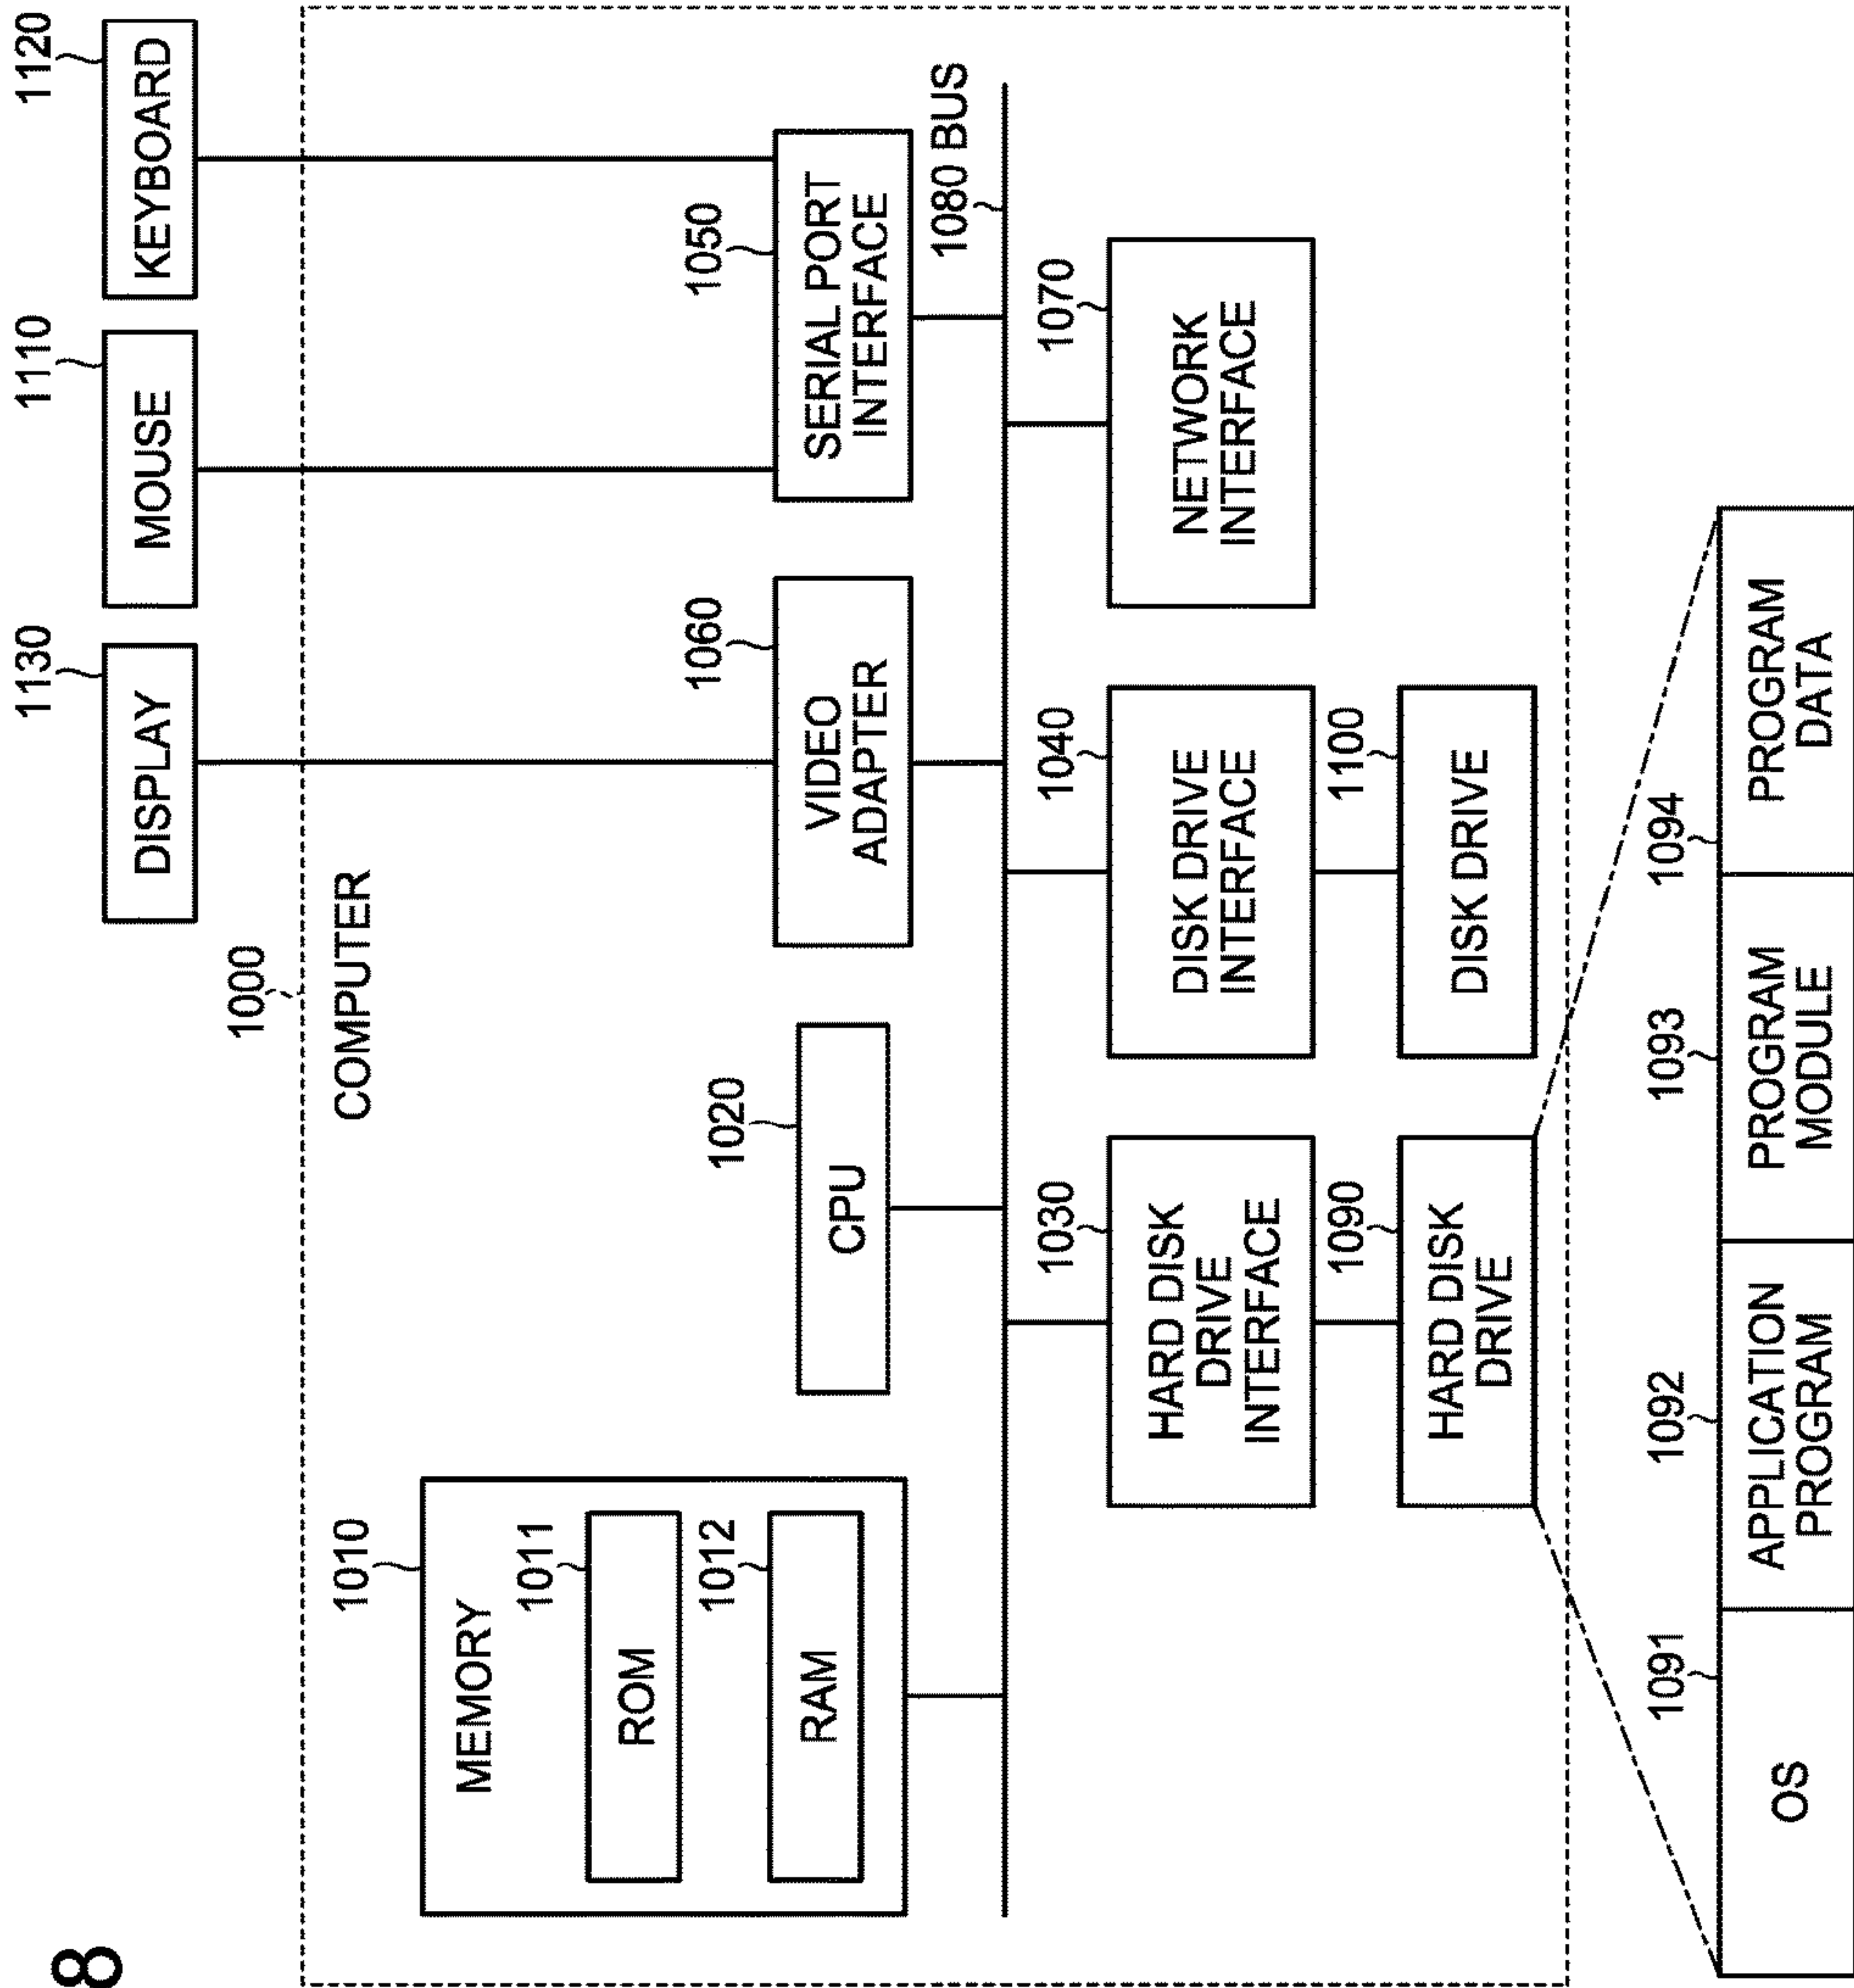 8
1130
1110
1120
DISPLAY
MOUSE
KEYBOARD
1000
COMPUTER
1010
MEMORY
1011
ROM
1012
RAM
1020
CPU
1060
VIDEO
ADAPTER
1050
SERIAL PORT
INTERFACE
1080 BUS
1030
HARD DISK
DRIVE
INTERFACE
1040
DISK DRIVE
INTERFACE
1070
NETWORK
INTERFACE
1090
HARD DISK
DRIVE
1100
DISK DRIVE
1091
OS
1092
APPLICATION
PROGRAM
1093
PROGRAM
MODULE
1094
PROGRAM
DATA